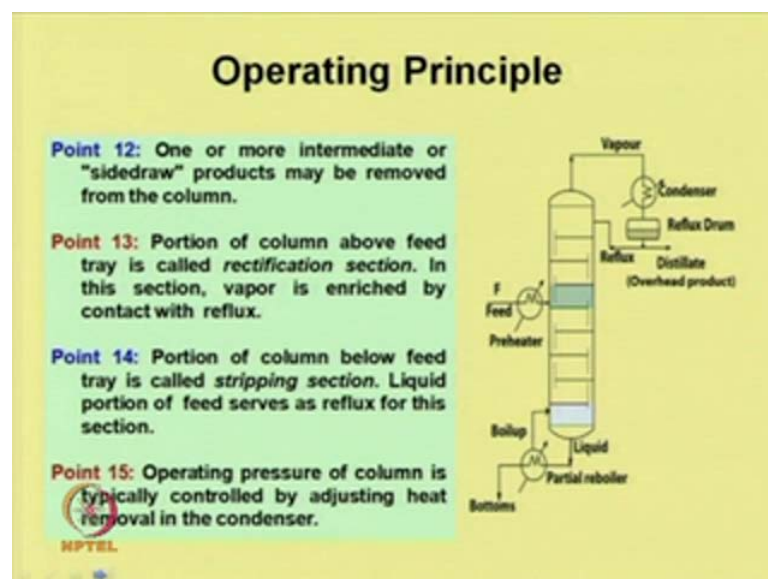 Operating Principle
Point 12: One or more intermediate or
"sidedraw" products may be removed
from the column.
Point 13: Portion of column above feed
tray is called rectification section. In
this section, vapor is enriched by
contact with reflux.
Point 14: Portion of column below feed
tray is called stripping section. Liquid
portion of feed serves as reflux for this
section.
Point 15: Operating pressure of column is
typically controlled by adjusting heat
removal in the condenser.
NPTEL
Vapour
Condenser
Reflux Drum
Reflux
Distillate
(Overhead product)
F
Feed
Preheater
Boilup
Liquid
Partial reboiler
Bottoms